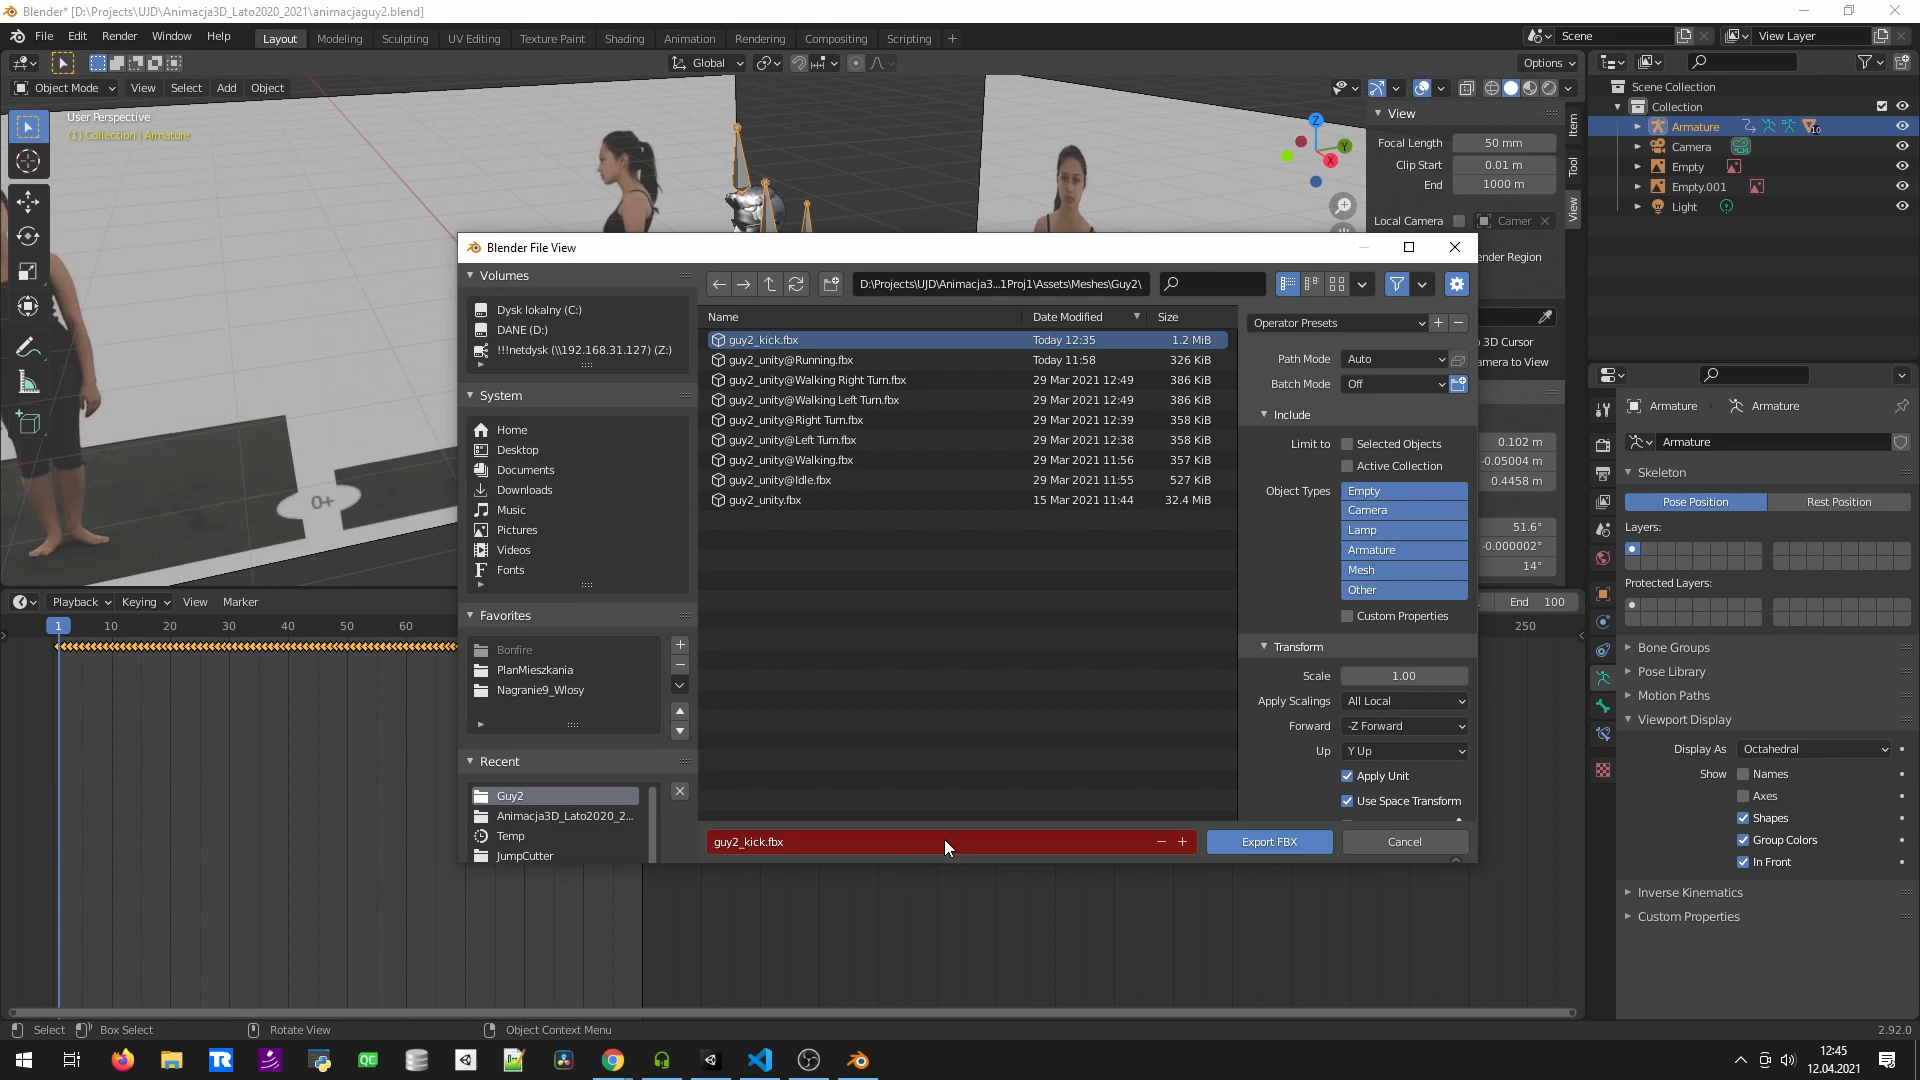 Blender* [D:\Projects\UJD\Animacja3D_Lato2020_2021\animacjaguy2.blend]
File Edit Render Window Help Layout Modeling Sculpting UV Editing Texture Paint Shading Animation Rendering Compositing Scripting + Scene View Layer
Global Options
Object Mode View Select Add Object
User Perspective
(1) Collection | Armature
Z
Y
X
View
Focal Length 50 mm
Clip Start 0.01 m
End 1000 m
Local Camera Camer
Item
Tool
View
Scene Collection
Collection
Armature 10
Camera
Empty
Empty.001
Light
ender Region
3D Cursor
amera to View
0.102 m
-0.05004 m
0.4458 m
51.6°
-0.000002°
14°
0+
Blender File View
Volumes
Dysk lokalny (C:)
DANE (D:)
!!!netdysk (\\192.168.31.127) (Z:)
System
Home
Desktop
Documents
Downloads
Music
Pictures
Videos
Fonts
Favorites
Bonfire
PlanMieszkania
Nagranie9_Wlosy
Recent
Guy2
Animacja3D_Lato2020_2...
Temp
JumpCutter
D:\Projects\UJD\Animacja3...1Proj1\Assets\Meshes\Guy2\
Name Date Modified Size
guy2_kick.fbx Today 12:35 1.2 MiB
guy2_unity@Running.fbx Today 11:58 326 KiB
guy2_unity@Walking Right Turn.fbx 29 Mar 2021 12:49 386 KiB
guy2_unity@Walking Left Turn.fbx 29 Mar 2021 12:49 386 KiB
guy2_unity@Right Turn.fbx 29 Mar 2021 12:39 358 KiB
guy2_unity@Left Turn.fbx 29 Mar 2021 12:38 358 KiB
guy2_unity@Walking.fbx 29 Mar 2021 11:56 357 KiB
guy2_unity@Idle.fbx 29 Mar 2021 11:55 527 KiB
guy2_unity.fbx 15 Mar 2021 11:44 32.4 MiB
Operator Presets
Path Mode Auto
Batch Mode Off
Include
Limit to Selected Objects
Active Collection
Object Types Empty
Camera
Lamp
Armature
Mesh
Other
Custom Properties
Transform
Scale 1.00
Apply Scalings All Local
Forward -Z Forward
Up Y Up
Apply Unit
Use Space Transform
guy2_kick.fbx Export FBX Cancel
Armature Armature
Armature
Skeleton
Pose Position Rest Position
Layers:
Protected Layers:
Bone Groups
Pose Library
Motion Paths
Viewport Display
Display As Octahedral
Show Names
Axes
Shapes
Group Colors
In Front
Inverse Kinematics
Custom Properties
Playback Keying View Marker End 100
1 10 20 30 40 50 60 250
Select Box Select Rotate View Object Context Menu 2.92.0
TR QC
12:45
12.04.2021